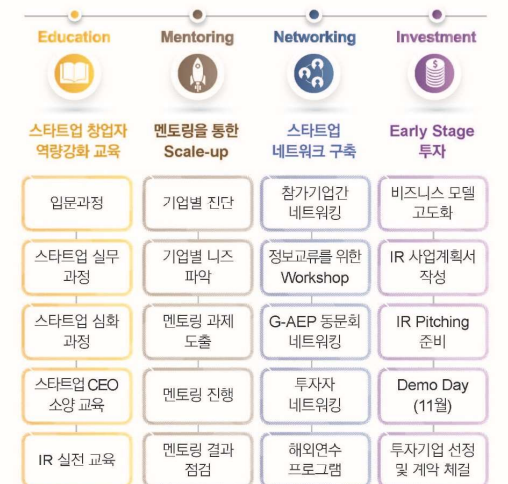 Education
Mentoring
Networking
Investment
$
스타트업 창업자
역량강화 교육
멘토링을 통한
Scale-up
스타트업
네트워크 구축
Early Stage
투자
입문과정
스타트업 실무
과정
스타트업 심화
과정
스타트업 CEO
소양 교육
IR 실전 교육
기업별 진단
기업별 니즈
파악
멘토링 과제
도출
멘토링 진행
멘토링 결과
점검
참가기업간
네트워킹
정보교류를 위한
Workshop
G-AEP 동문회
네트워킹
투자자
네트워킹
해외연수
프로그램
비즈니스 모델
고도화
IR 사업계획서
작성
IR Pitching
준비
Demo Day
(11월)
투자기업 선정
및 계약 체결